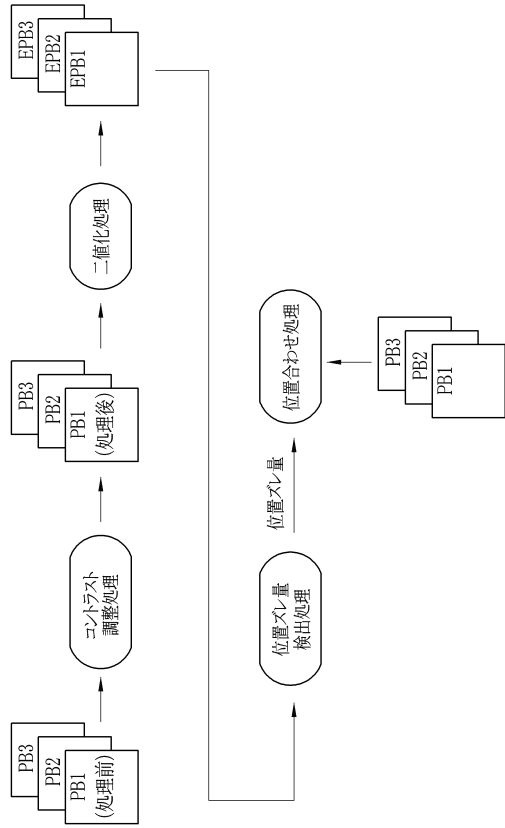 PB3
PB2
PB1
(処理前)
コントラスト
調整処理
PB3
PB2
PB1
(処理後)
二値化処理
EPB3
EPB2
EPB1
位置ズレ量
検出処理
位置ズレ量
位置合わせ処理
PB3
PB2
PB1